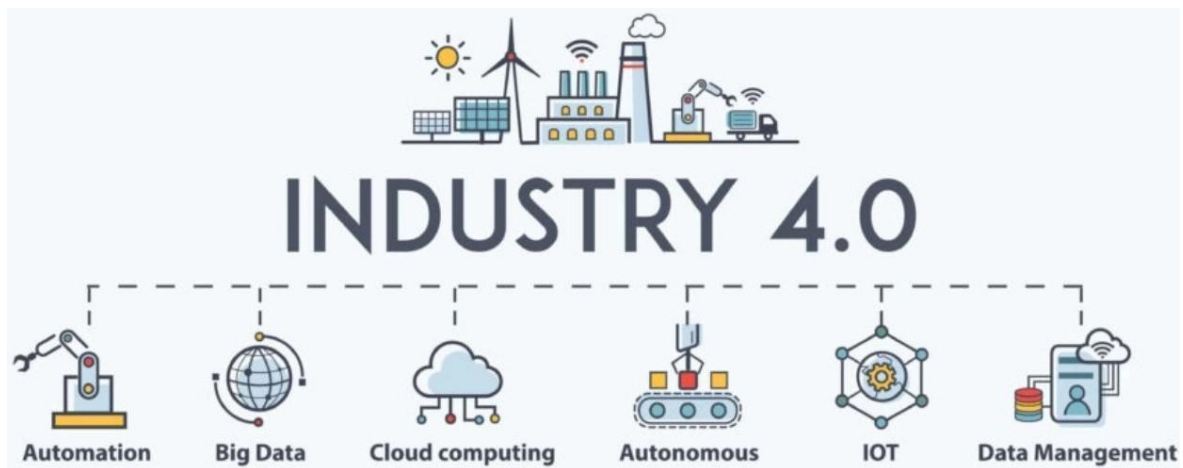 INDUSTRY 4.0
Automation
Big Data
Cloud computing
Autonomous
IOT
Data Management